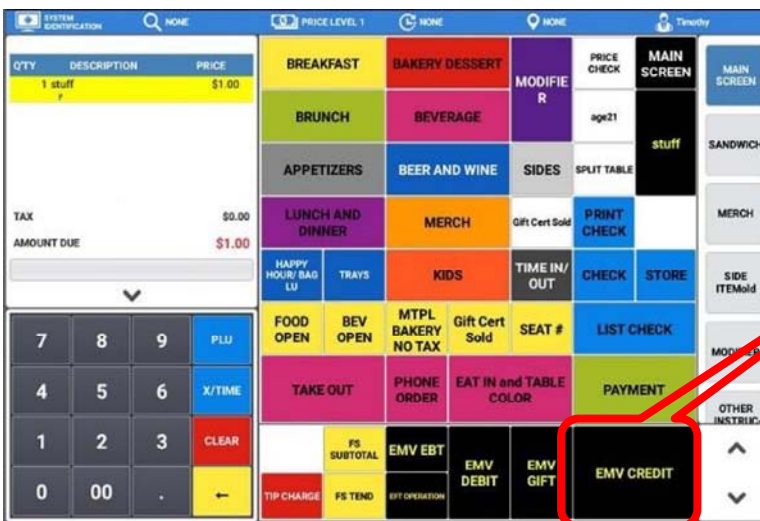 SYSTEM IDENTIFICATION
NONE
PRICE LEVEL 1
NONE
NONE
Timothy
Q'TY DESCRIPTION PRICE
1 stuff $1.00
F
TAX $0.00
AMOUNT DUE $1.00
7 8 9 PLU
4 5 6 X/TIME
1 2 3 CLEAR
0 00 . ←
BREAKFAST
BAKERY DESSERT
MODIFIE
R
PRICE
CHECK
MAIN
SCREEN
BRUNCH
BEVERAGE
age21
stuff
APPETIZERS
BEER AND WINE
SIDES
SPLIT TABLE
LUNCH AND
DINNER
MERCH
Gift Cert Sold
PRINT
CHECK
HAPPY
HOUR/ BAG
LU
TRAYS
KIDS
TIME IN/
OUT
CHECK
STORE
FOOD
OPEN
BEV
OPEN
MTPL
BAKERY
NO TAX
Gift Cert
Sold
SEAT #
LIST CHECK
TAKE OUT
PHONE
ORDER
EAT IN and TABLE
COLOR
PAYMENT
FS
SUBTOTAL
EMV EBT
EMV
DEBIT
EMV
GIFT
EMV CREDIT
TIP CHARGE
FS TEND
EFT OPERATION
MAIN
SCREEN
SANDWICH
MERCH
SIDE
ITEMold
OTHER